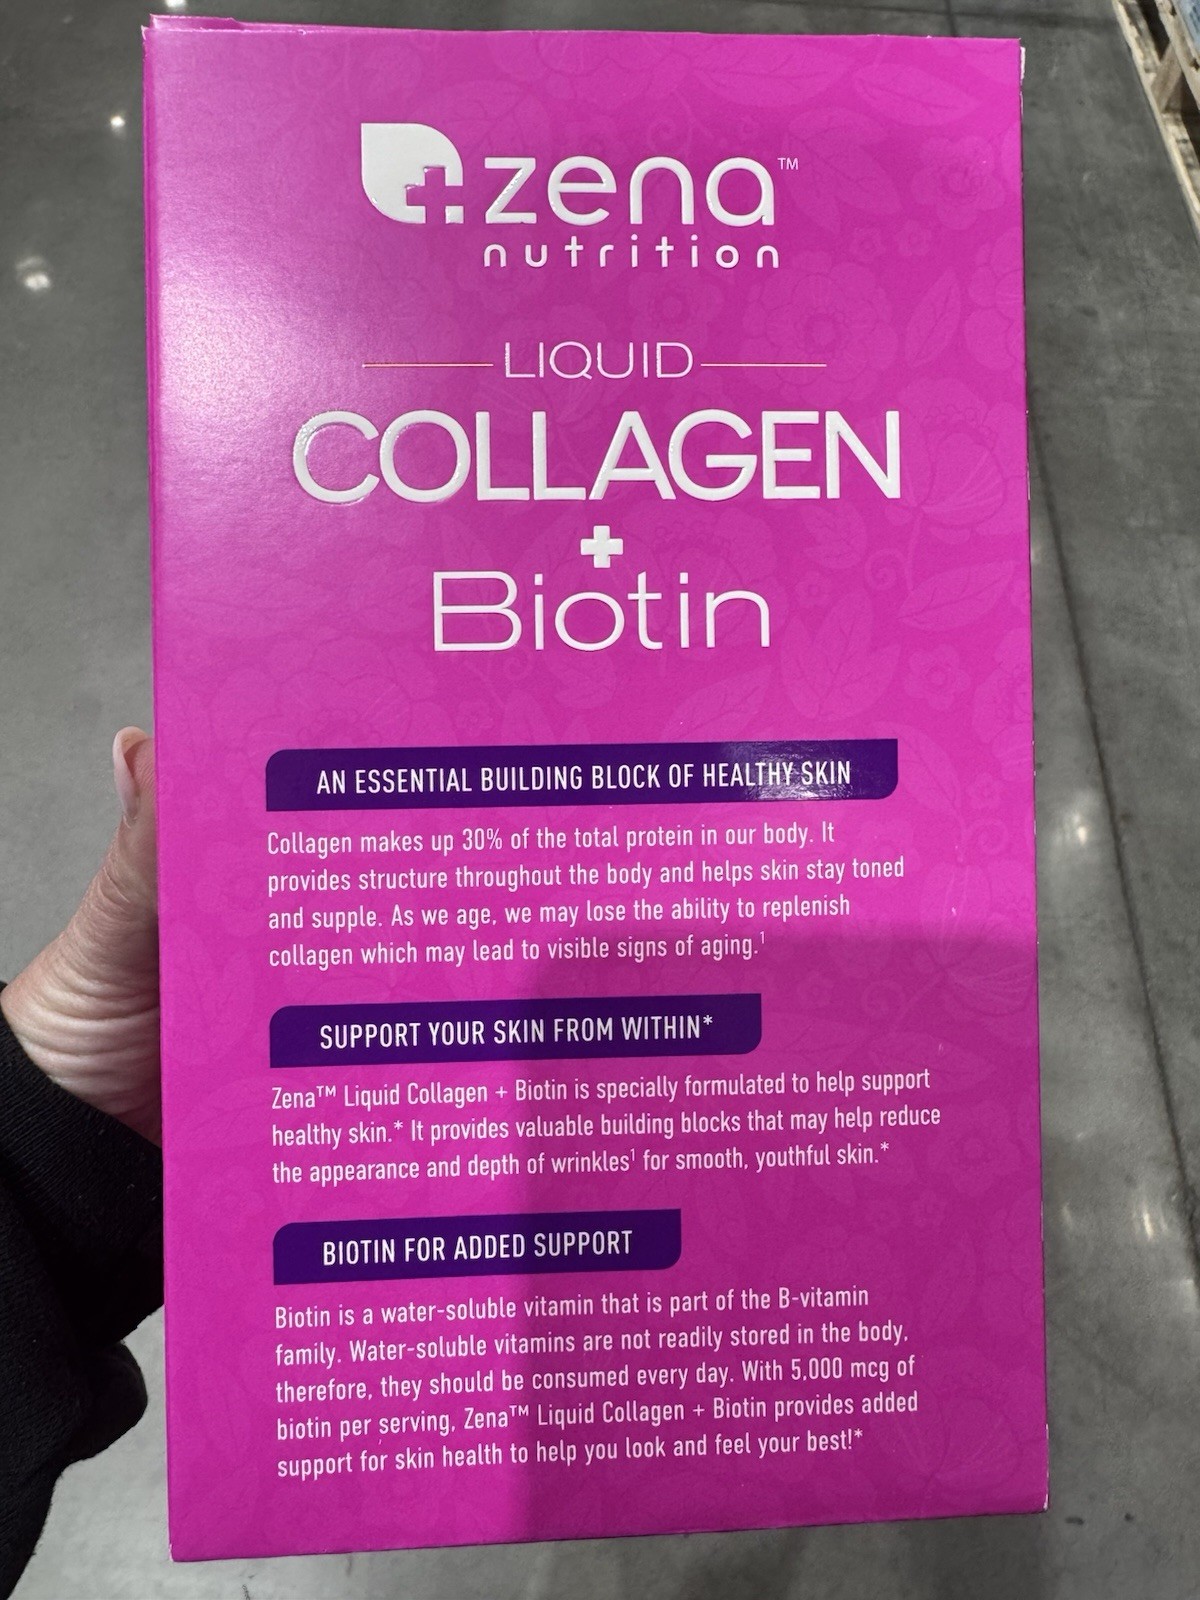 zena™
nutrition
LIQUID
COLLAGEN
+
Biotin
AN ESSENTIAL BUILDING BLOCK OF HEALTHY SKIN
Collagen makes up 30% of the total protein in our body. It
provides structure throughout the body and helps skin stay toned
and supple. As we age, we may lose the ability to replenish
collagen which may lead to visible signs of aging.¹
SUPPORT YOUR SKIN FROM WITHIN*
Zena™ Liquid Collagen + Biotin is specially formulated to help support
healthy skin.* It provides valuable building blocks that may help reduce
the appearance and depth of wrinkles¹ for smooth, youthful skin.*
BIOTIN FOR ADDED SUPPORT
Biotin is a water-soluble vitamin that is part of the B-vitamin
family. Water-soluble vitamins are not readily stored in the body,
therefore, they should be consumed every day. With 5,000 mcg of
biotin per serving, Zena™ Liquid Collagen + Biotin provides added
support for skin health to help you look and feel your best!*